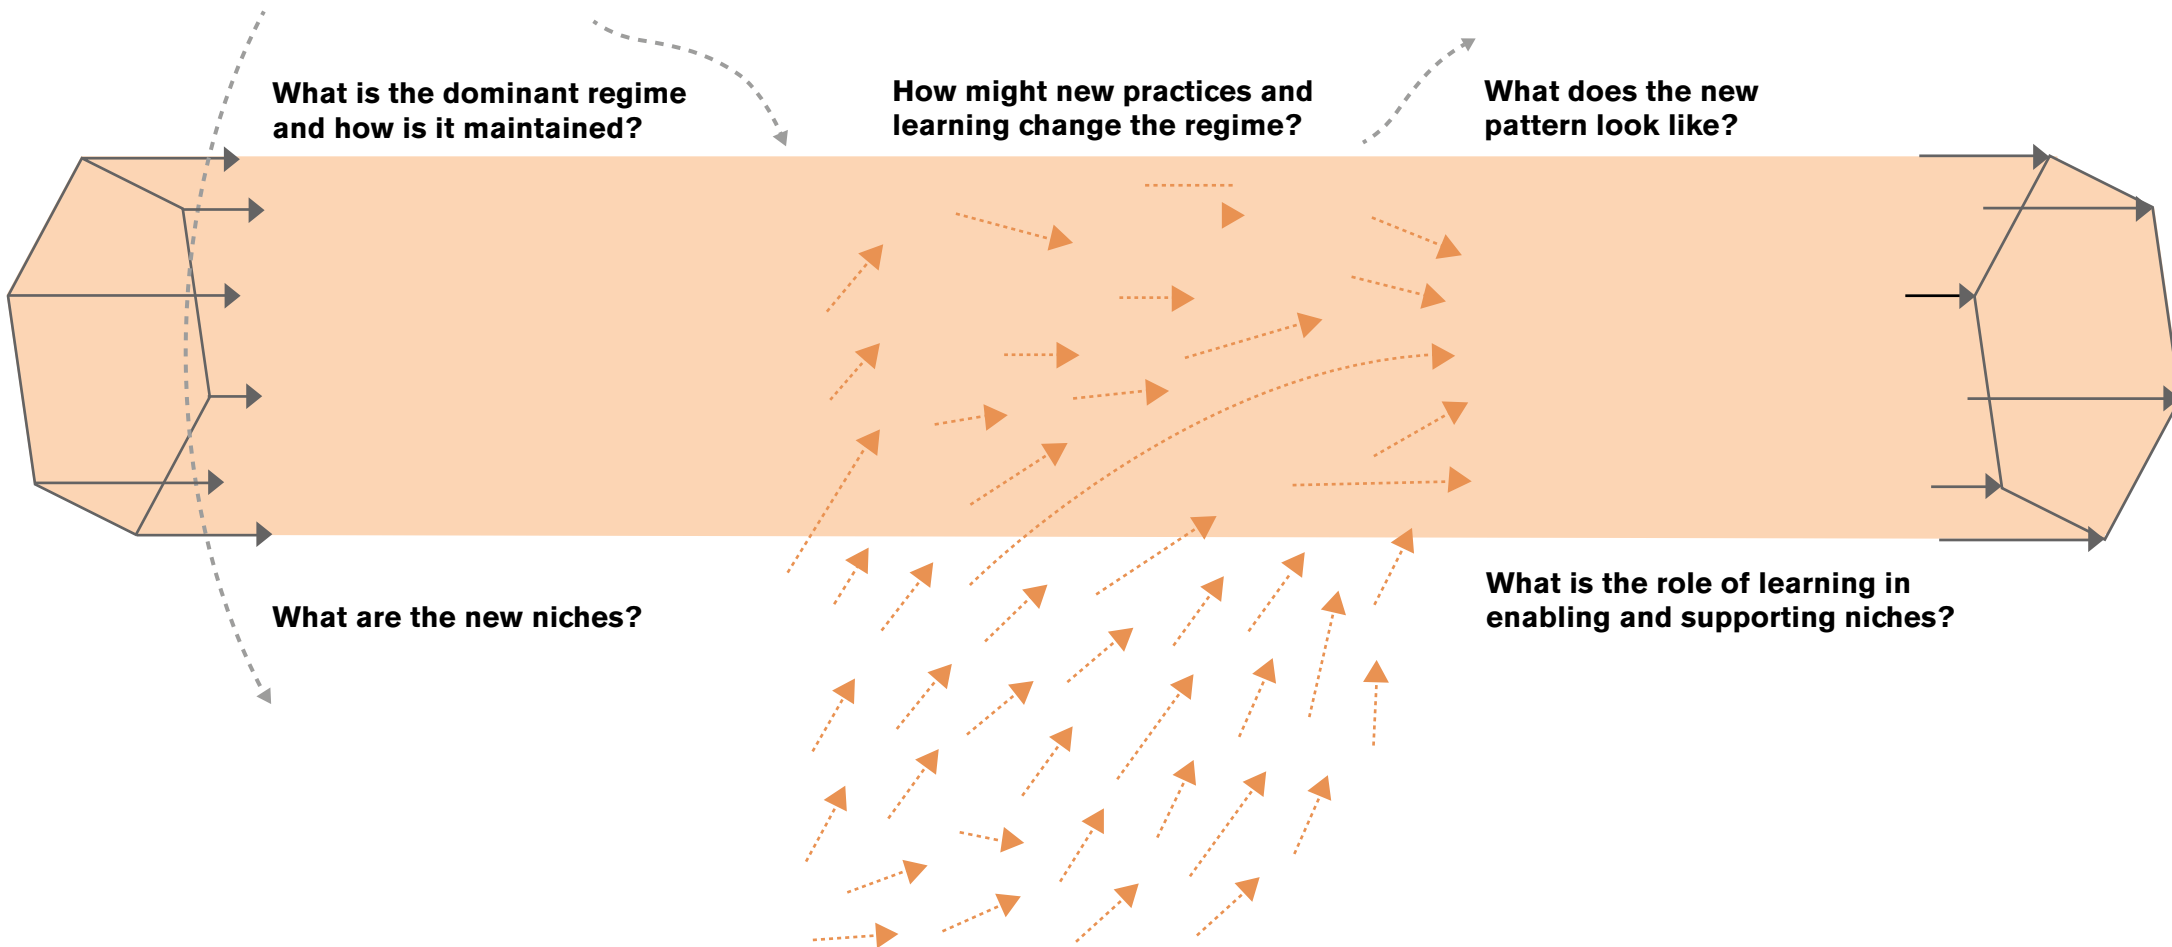 What is the dominant regime
and how is it maintained?
How might new practices and
learning change the regime?
What does the new
pattern look like?
What are the new niches?
What is the role of learning in
enabling and supporting niches?